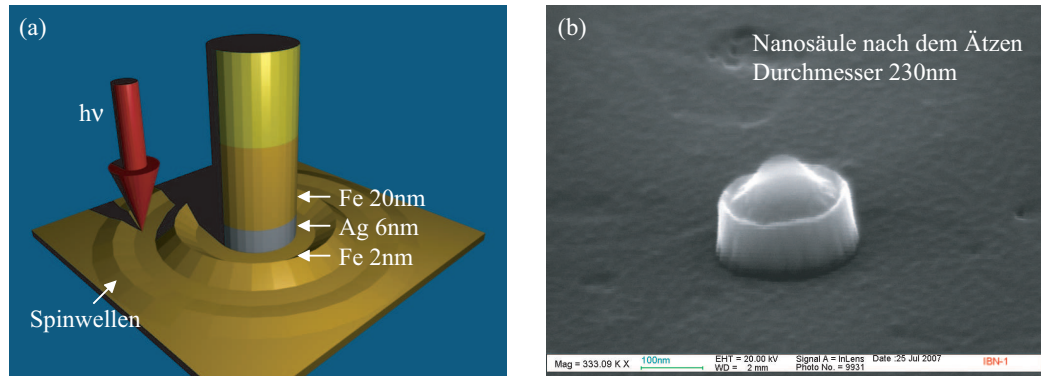 (a)
hν
Fe 20nm
Ag 6nm
Fe 2nm
Spinwellen
(b)
Nanosäule nach dem Ätzen
Durchmesser 230nm
Mag = 333.09 K X
100nm
EHT = 20.00 kV
WD = 2 mm
Signal A = InLens
Photo No. = 9931
Date :25 Jul 2007
IBN-1